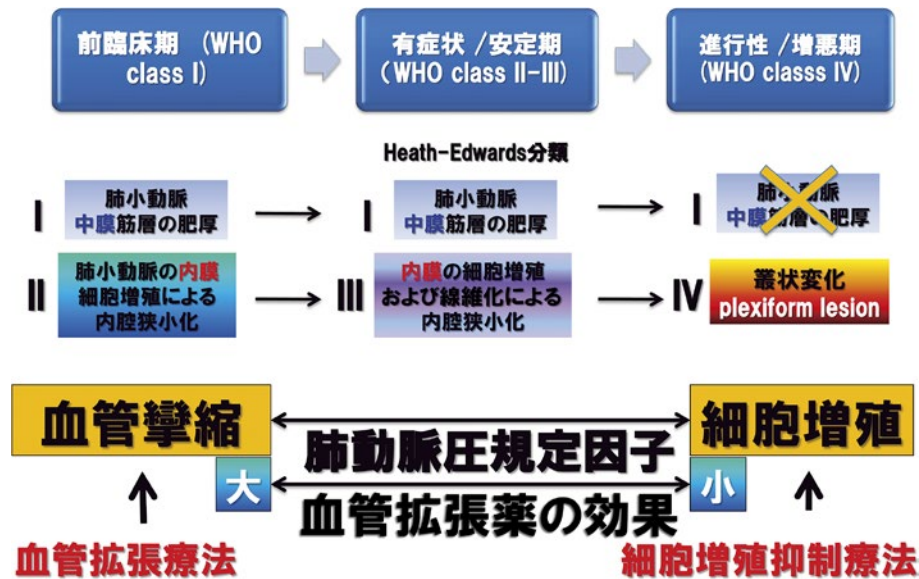 前臨床期 (WHO
class I)
有症状 /安定期
(WHO class II-III)
進行性 /増悪期
(WHO classs IV)
Heath-Edwards分類
I
肺小動脈
中膜筋層の肥厚
I
肺小動脈
中膜筋層の肥厚
I
肺小動脈
中膜筋層の肥厚
II
肺小動脈の内膜
細胞増殖による
内腔狭小化
III
内膜の細胞増殖
および線維化による
内腔狭小化
IV
叢状変化
plexiform lesion
血管攣縮
細胞増殖
肺動脈圧規定因子
大
小
血管拡張薬の効果
血管拡張療法
細胞増殖抑制療法